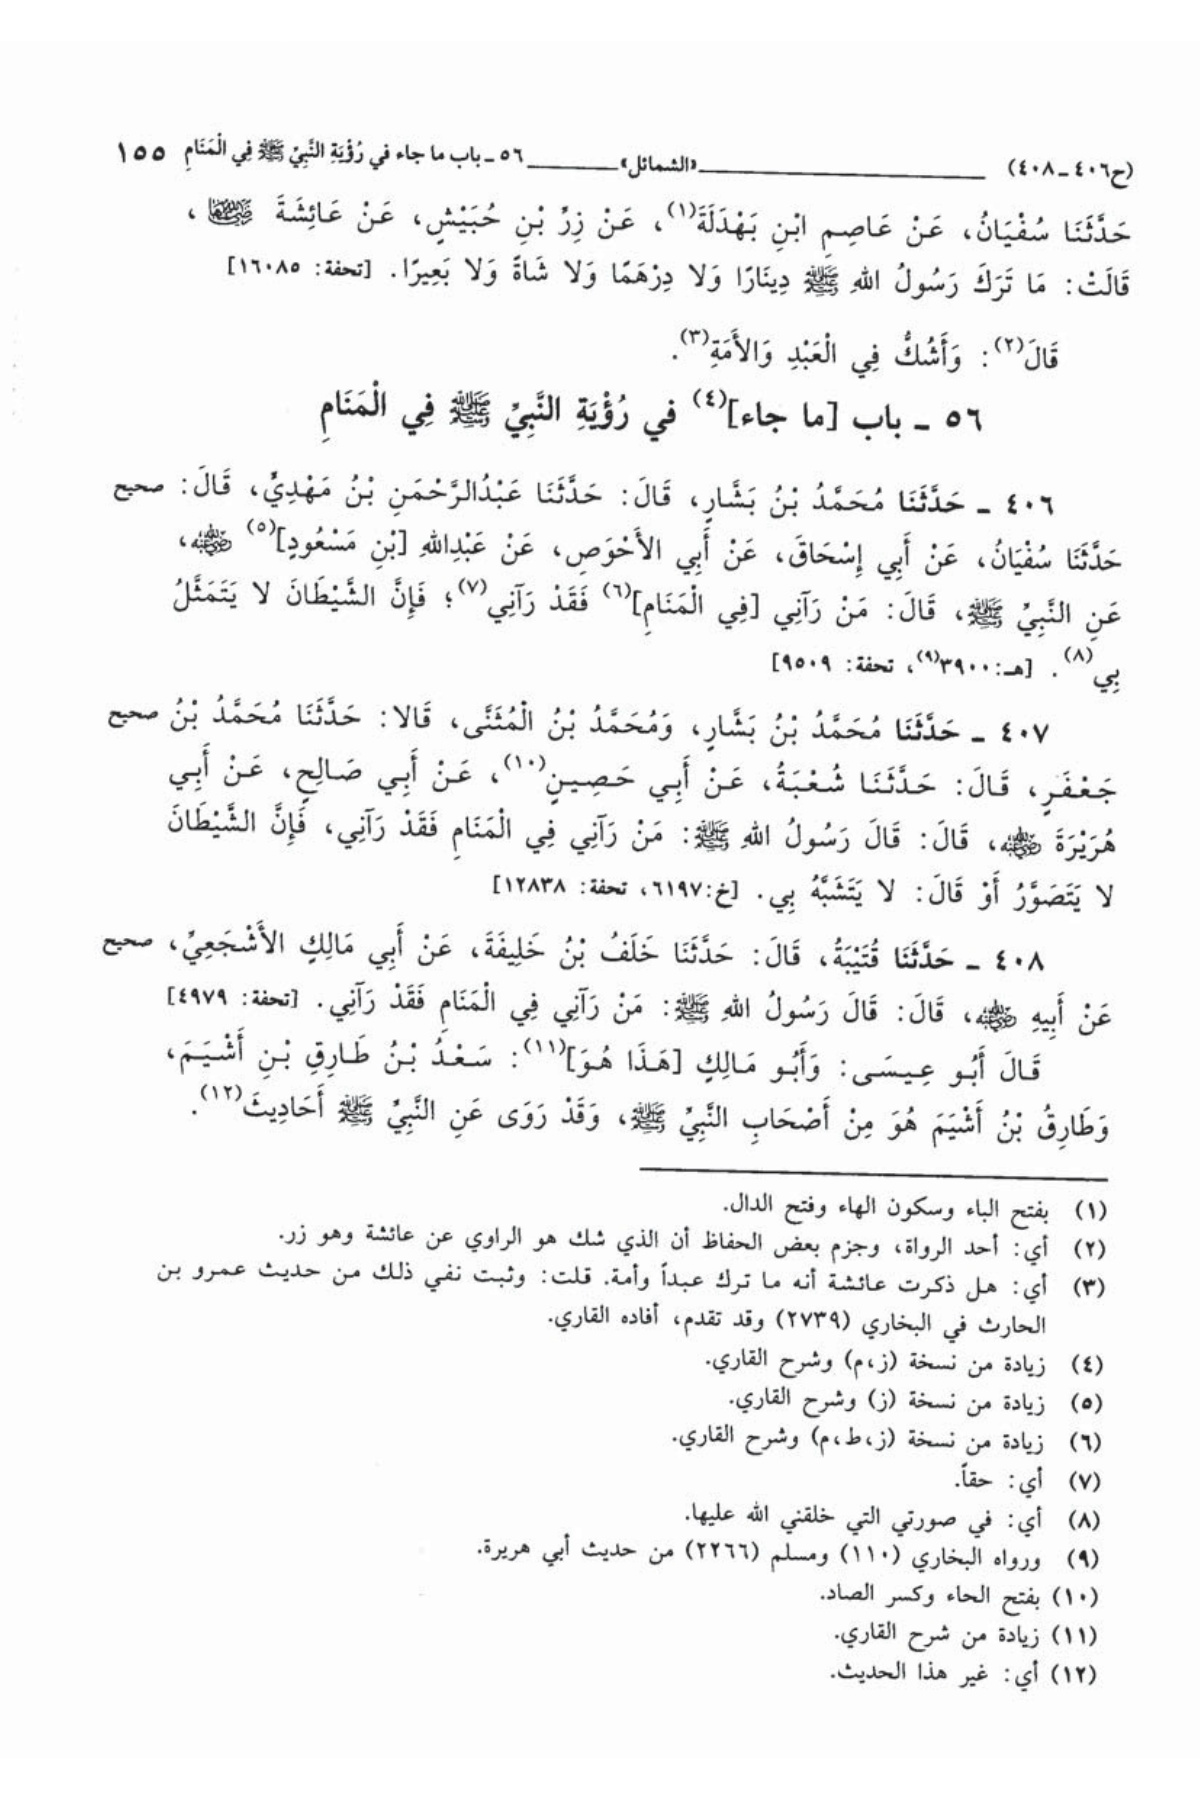 (ح٤٠٦ـ٤٠٨) «الشمائل» ٥٦ ـ باب ما جاء في رُؤْيَةِ النَّبِيِّ ﷺ فِي الْمَنَامِ ١٥٥
حَدَّثَنَا سُفْيَانُ، عَنْ عَاصِمِ ابْنِ بَهْدَلَةَ(١)، عَنْ زِرِّ بْنِ حُبَيْشٍ، عَنْ عَائِشَةَ رضي الله عنها،
قَالَتْ: مَا تَرَكَ رَسُولُ اللهِ ﷺ دِينَارًا وَلا دِرْهَمًا وَلا شَاةً وَلا بَعِيرًا. [تحفة: ١٦٠٨٥]
قَالَ(٢): وَأَشُكُّ فِي الْعَبْدِ وَالأَمَةِ(٣).
٥٦ ـ باب [ما جاء](٤) في رُؤْيَةِ النَّبِيِّ ﷺ فِي الْمَنَامِ
٤٠٦ ـ حَدَّثَنَا مُحَمَّدُ بْنُ بَشَّارٍ، قَالَ: حَدَّثَنَا عَبْدُالرَّحْمَنِ بْنُ مَهْدِيٍّ، قَالَ: صحيح
حَدَّثَنَا سُفْيَانُ، عَنْ أَبِي إِسْحَاقَ، عَنْ أَبِي الأَحْوَصِ، عَنْ عَبْدِاللهِ [بْنِ مَسْعُودٍ](٥) رضي الله عنه،
عَنِ النَّبِيِّ ﷺ، قَالَ: مَنْ رَآنِي [فِي الْمَنَامِ](٦) فَقَدْ رَآنِي(٧)؛ فَإِنَّ الشَّيْطَانَ لا يَتَمَثَّلُ
بِي(٨). [هـ:٣٩٠٠(٩)، تحفة: ٩٥٠٩]
٤٠٧ ـ حَدَّثَنَا مُحَمَّدُ بْنُ بَشَّارٍ، وَمُحَمَّدُ بْنُ الْمُثَنَّى، قَالا: حَدَّثَنَا مُحَمَّدُ بْنُ صحيح
جَعْفَرٍ، قَالَ: حَدَّثَنَا شُعْبَةُ، عَنْ أَبِي حَصِينٍ(١٠)، عَنْ أَبِي صَالِحٍ، عَنْ أَبِي
هُرَيْرَةَ رضي الله عنه، قَالَ: قَالَ رَسُولُ اللهِ ﷺ: مَنْ رَآنِي فِي الْمَنَامِ فَقَدْ رَآنِي، فَإِنَّ الشَّيْطَانَ
لا يَتَصَوَّرُ أَوْ قَالَ: لا يَتَشَبَّهُ بِي. [خ:٦١٩٧، تحفة: ١٢٨٣٨]
٤٠٨ ـ حَدَّثَنَا قُتَيْبَةُ، قَالَ: حَدَّثَنَا خَلَفُ بْنُ خَلِيفَةَ، عَنْ أَبِي مَالِكٍ الأَشْجَعِيِّ، صحيح
عَنْ أَبِيهِ رضي الله عنه، قَالَ: قَالَ رَسُولُ اللهِ ﷺ: مَنْ رَآنِي فِي الْمَنَامِ فَقَدْ رَآنِي. [تحفة: ٤٩٧٩]
قَالَ أَبُو عِيسَى: وَأَبُو مَالِكٍ [هَذَا هُوَ](١١): سَعْدُ بْنُ طَارِقِ بْنِ أَشْيَمَ،
وَطَارِقُ بْنُ أَشْيَمَ هُوَ مِنْ أَصْحَابِ النَّبِيِّ ﷺ، وَقَدْ رَوَى عَنِ النَّبِيِّ ﷺ أَحَادِيثَ(١٢).
(١) بفتح الباء وسكون الهاء وفتح الدال.
(٢) أي: أحد الرواة، وجزم بعض الحفاظ أن الذي شك هو الراوي عن عائشة وهو زر.
(٣) أي: هل ذكرت عائشة أنه ما ترك عبداً وأمة. قلت: وثبت نفي ذلك من حديث عمرو بن
الحارث في البخاري (٢٧٣٩) وقد تقدم، أفاده القاري.
(٤) زيادة من نسخة (ز،م) وشرح القاري.
(٥) زيادة من نسخة (ز) وشرح القاري.
(٦) زيادة من نسخة (ز،ط،م) وشرح القاري.
(٧) أي: حقاً.
(٨) أي: في صورتي التي خلقني الله عليها.
(٩) ورواه البخاري (١١٠) ومسلم (٢٢٦٦) من حديث أبي هريرة.
(١٠) بفتح الحاء وكسر الصاد.
(١١) زيادة من شرح القاري.
(١٢) أي: غير هذا الحديث.